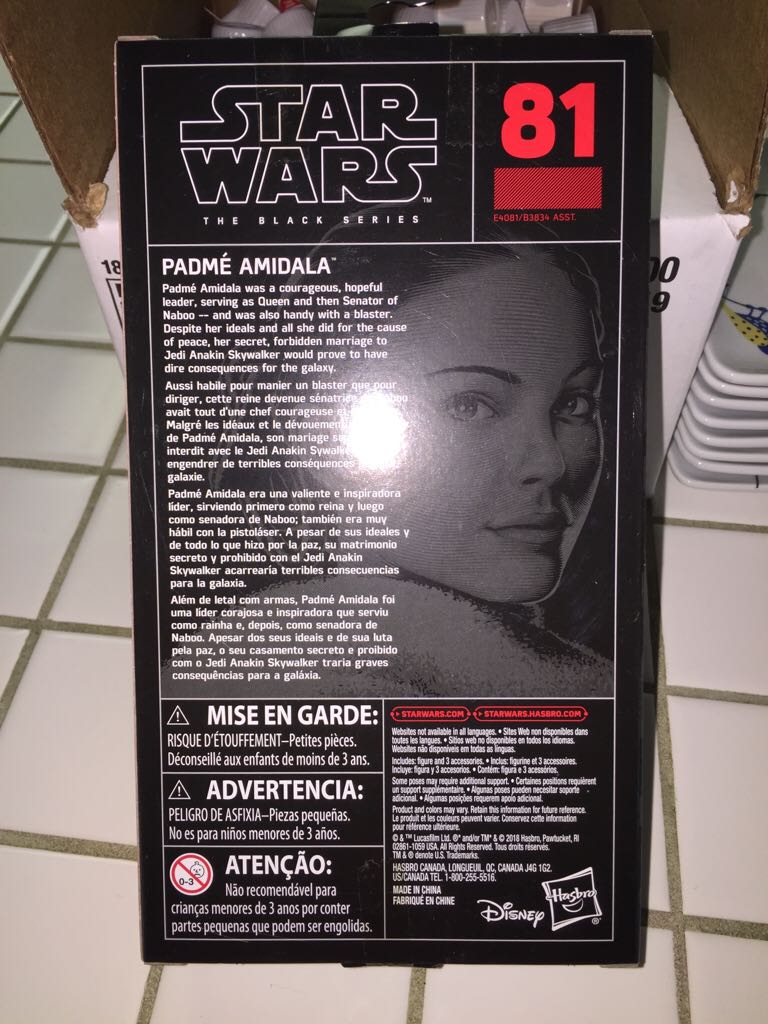 STAR
WARS™
THE BLACK SERIES
81
E4081/B3834 ASST.
PADMÉ AMIDALA™
Padmé Amidala was a courageous, hopeful
leader, serving as Queen and then Senator of
Naboo -- and was also handy with a blaster.
Despite her ideals and all she did for the cause
of peace, her secret, forbidden marriage to
Jedi Anakin Skywalker would prove to have
dire consequences for the galaxy.
Aussi habile pour manier un blaster que pour
diriger, cette reine devenue sénatrice
avait tout d'une chef courageuse et
Malgré les idéaux et le dévouement
de Padmé Amidala, son mariage
interdit avec le Jedi Anakin
engendrer de terribles conséquences
galaxie.
Padmé Amidala era una valiente e inspiradora
líder, sirviendo primero como reina y luego
como senadora de Naboo; también era muy
hábil con la pistoláser. A pesar de sus ideales y
de todo lo que hizo por la paz, su matrimonio
secreto y prohibido con el Jedi Anakin
Skywalker acarrearía terribles consecuencias
para la galaxia.
Além de letal com armas, Padmé Amidala foi
uma líder corajosa e inspiradora que serviu
como rainha e, depois, como senadora de
Naboo. Apesar dos seus ideais e de sua luta
pela paz, o seu casamento secreto e proibido
com o Jedi Anakin Skywalker traria graves
consequências para a galáxia.
⚠ MISE EN GARDE:
RISQUE D'ÉTOUFFEMENT–Petites pièces.
Déconseillé aux enfants de moins de 3 ans.
⚠ ADVERTENCIA:
PELIGRO DE ASFIXIA–Piezas pequeñas.
No es para niños menores de 3 años.
0-3
ATENÇÃO:
Não recomendável para
crianças menores de 3 anos por conter
partes pequenas que podem ser engolidas.
STARWARS.COM STARWARS.HASBRO.COM
Websites not available in all languages. • Sites Web non disponibles dans
toutes les langues. • Sitios web no disponibles en todos los idiomas.
Websites não disponíveis em todas as línguas.
Includes: figure and 3 accessories. • Inclus: figurine et 3 accessoires.
Incluye: figura y 3 accesorios. • Contém: figura e 3 acessórios.
Some poses may require additional support. • Certaines positions requièrent
un support supplémentaire. • Algunas poses pueden necesitar soporte
adicional. • Algumas posições requerem apoio adicional.
Product and colors may vary. Retain this information for future reference.
Le produit et les couleurs peuvent varier. Conservez cette information
pour référence ultérieure.
© & ™ Lucasfilm Ltd. ® and/or TM* & © 2018 Hasbro, Pawtucket, RI
02861-1059 USA. All Rights Reserved. Tous droits réservés.
TM & ® denote U.S. Trademarks.
HASBRO CANADA, LONGUEUIL, QC, CANADA J4G 1G2.
US/CANADA TEL. 1-800-255-5516.
MADE IN CHINA
FABRIQUÉ EN CHINE
Disney
Hasbro®
18
00
9